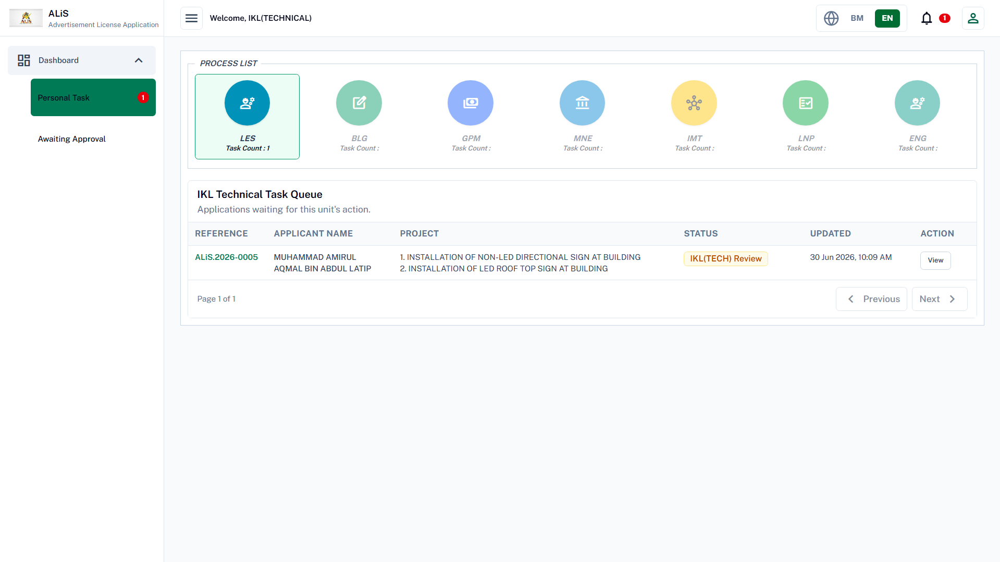 ALiS
ALiS
Advertisement License Application
Welcome, IKL(TECHNICAL)
BM
EN
1
Dashboard
Personal Task
1
Awaiting Approval
PROCESS LIST
LES
Task Count : 1
BLG
Task Count :
GPM
Task Count :
MNE
Task Count :
IMT
Task Count :
LNP
Task Count :
ENG
Task Count :
IKL Technical Task Queue
Applications waiting for this unit's action.
REFERENCE APPLICANT NAME PROJECT STATUS UPDATED ACTION
ALiS.2026-0005 MUHAMMAD AMIRUL 1. INSTALLATION OF NON-LED DIRECTIONAL SIGN AT BUILDING IKL(TECH) Review 30 Jun 2026, 10:09 AM View
AQMAL BIN ABDUL LATIP 2. INSTALLATION OF LED ROOF TOP SIGN AT BUILDING
Page 1 of 1
Previous
Next